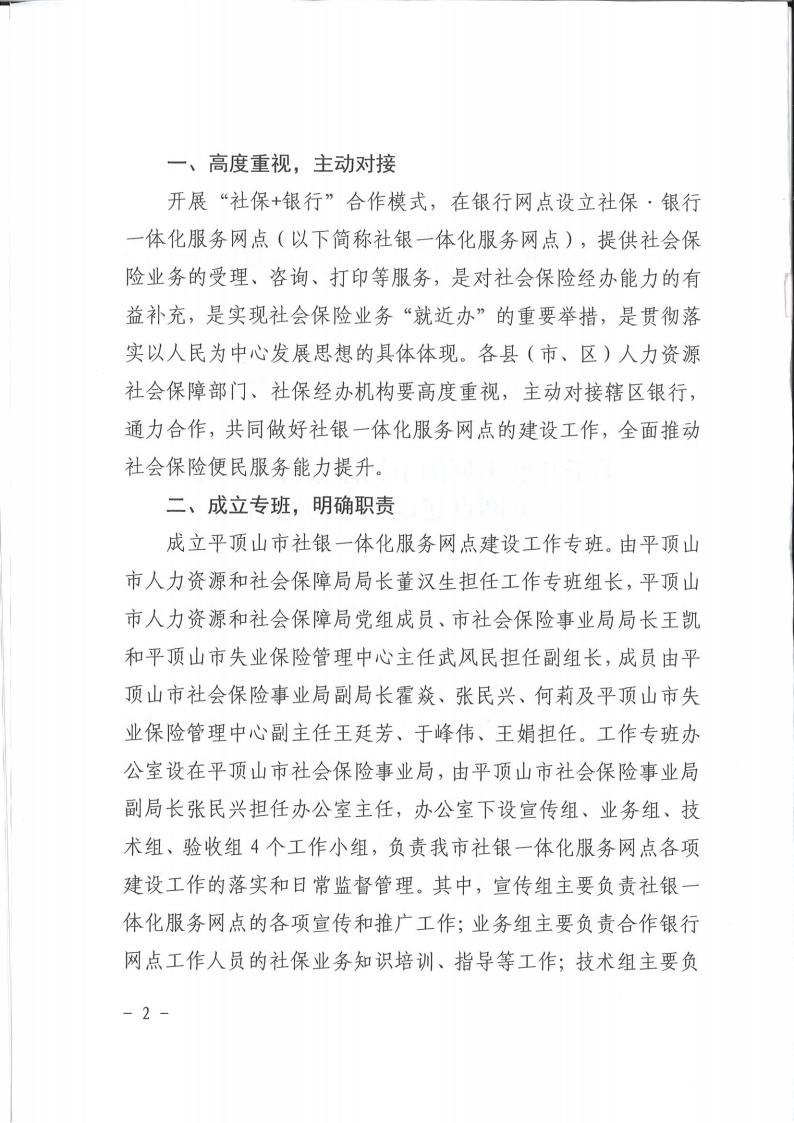 一、高度重视，主动对接
开展“社保+银行”合作模式，在银行网点设立社保·银行
一体化服务网点（以下简称社银一体化服务网点），提供社会保
险业务的受理、咨询、打印等服务，是对社会保险经办能力的有
益补充，是实现社会保险业务“就近办”的重要举措，是贯彻落
实以人民为中心发展思想的具体体现。各县（市、区）人力资源
社会保障部门、社保经办机构要高度重视，主动对接辖区银行，
通力合作，共同做好社银一体化服务网点的建设工作，全面推动
社会保险便民服务能力提升。
二、成立专班，明确职责
成立平顶山市社银一体化服务网点建设工作专班。由平顶山
市人力资源和社会保障局局长董汉生担任工作专班组长，平顶山
市人力资源和社会保障局党组成员、市社会保险事业局局长王凯
和平顶山市失业保险管理中心主任武风民担任副组长，成员由平
顶山市社会保险事业局副局长霍焱、张民兴、何莉及平顶山市失
业保险管理中心副主任王廷芳、于峰伟、王娟担任。工作专班办
公室设在平顶山市社会保险事业局，由平顶山市社会保险事业局
副局长张民兴担任办公室主任，办公室下设宣传组、业务组、技
术组、验收组 4 个工作小组，负责我市社银一体化服务网点各项
建设工作的落实和日常监督管理。其中，宣传组主要负责社银一
体化服务网点的各项宣传和推广工作；业务组主要负责合作银行
网点工作人员的社保业务知识培训、指导等工作；技术组主要负
- 2 -